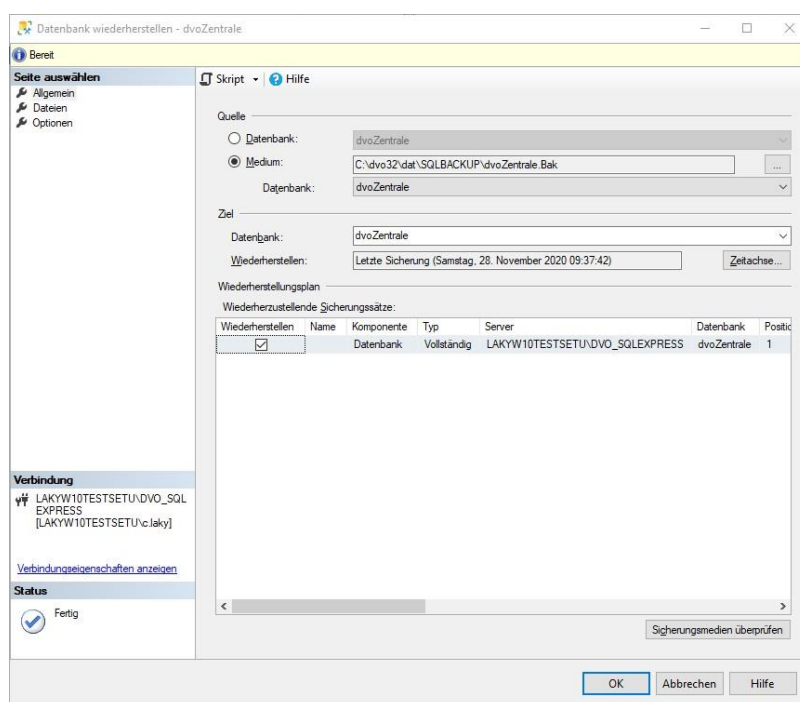 Datenbank wiederherstellen - dvoZentrale
Bereit
Seite auswählen
Allgemein
Dateien
Optionen
Skript
Hilfe
Quelle
Datenbank:
dvoZentrale
Medium:
C:\dvo32\dat\SQLBACKUP\dvoZentrale.Bak
...
Datenbank:
dvoZentrale
Ziel
Datenbank:
dvoZentrale
Wiederherstellen:
Letzte Sicherung (Samstag, 28. November 2020 09:37:42)
Zeitachse...
Wiederherstellungsplan
Wiederherzustellende Sicherungssätze:
Wiederherstellen Name Komponente Typ Server Datenbank Positic
Datenbank Vollständig LAKYW10TESTSETU\DVO_SQLEXPRESS dvoZentrale 1
Verbindung
LAKYW10TESTSETU\DVO_SQL
EXPRESS
[LAKYW10TESTSETU\c.laky]
Verbindungseigenschaften anzeigen
Status
Fertig
Sicherungsmedien überprüfen
OK
Abbrechen
Hilfe